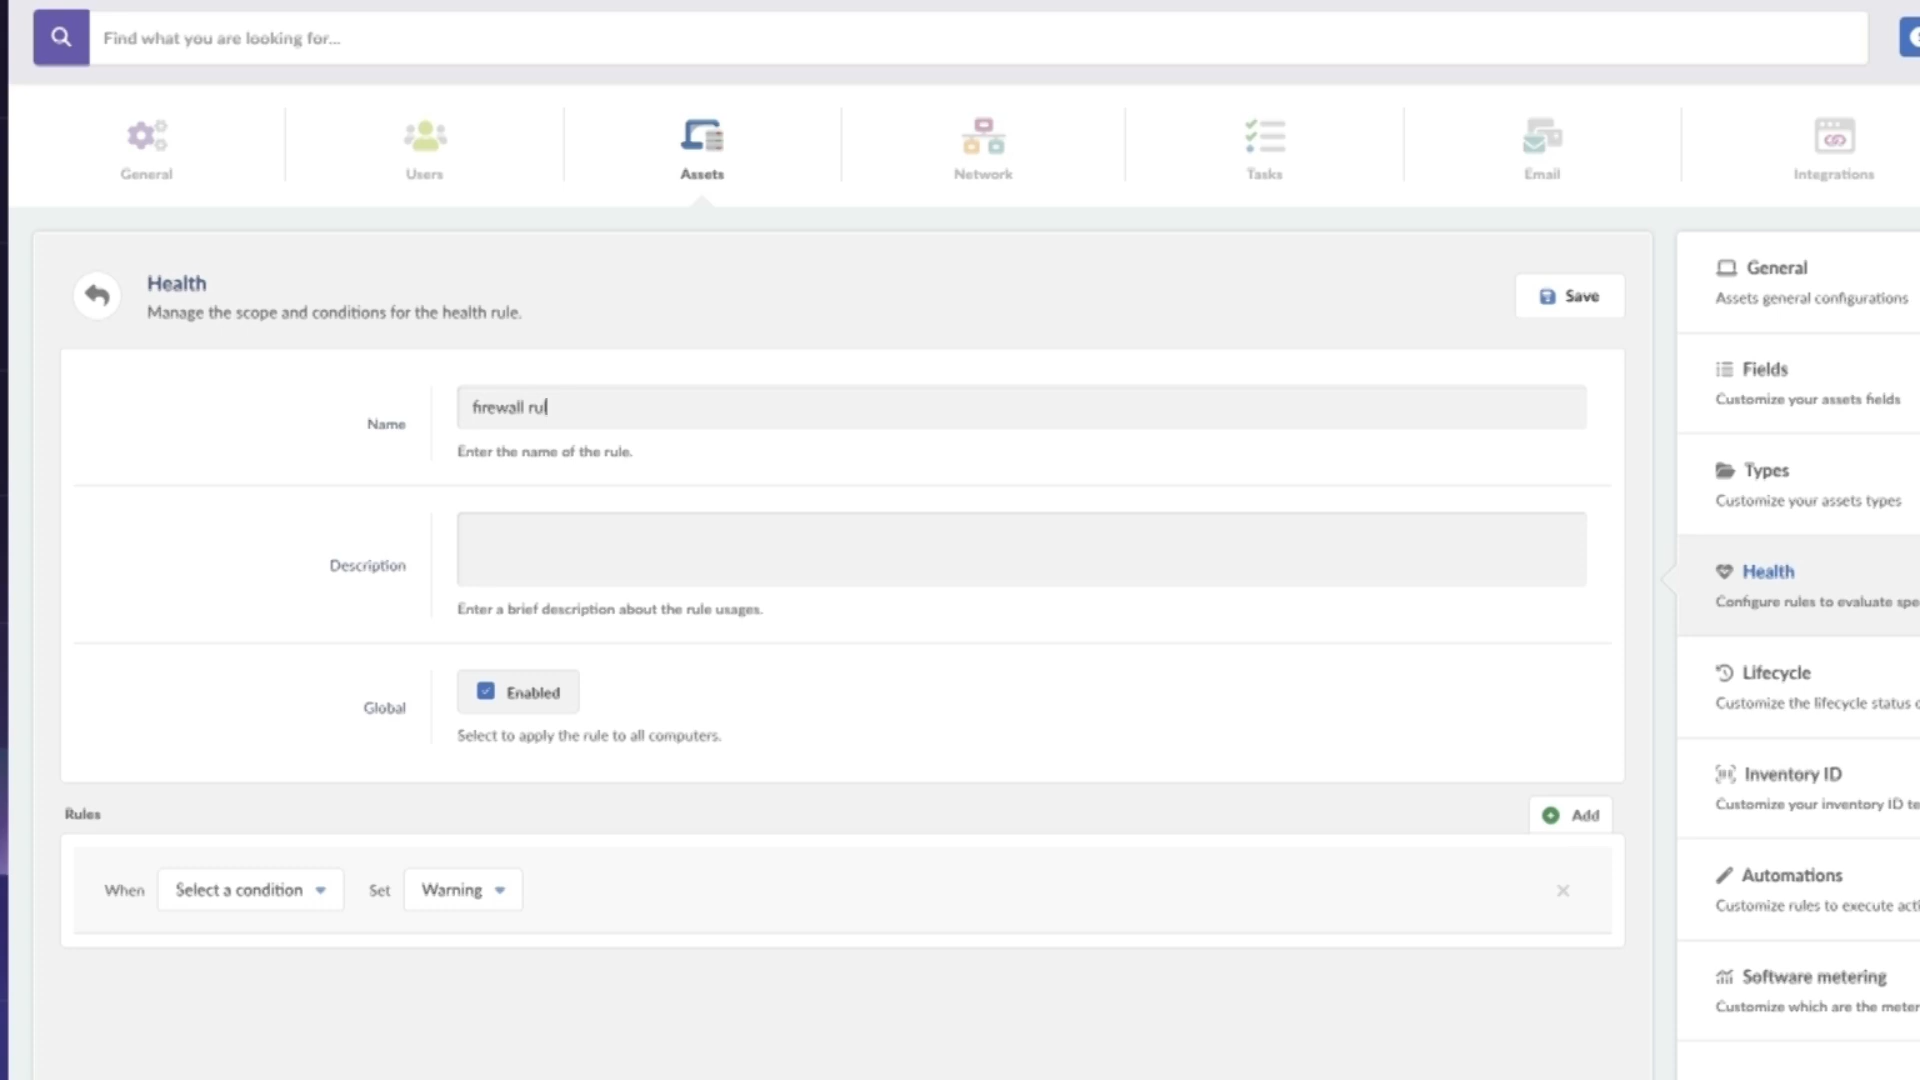 Find what you are looking for...
General
Users
Assets
Network
Tasks
Email
Integrations
Health
Manage the scope and conditions for the health rule.
Save
Name
firewall rul
Enter the name of the rule.
Description
Enter a brief description about the rule usages.
Global
Enabled
Select to apply the rule to all computers.
Rules
Add
When
Select a condition
Set
Warning
General
Assets general configurations
Fields
Customize your assets fields
Types
Customize your assets types
Health
Configure rules to evaluate spe
Lifecycle
Customize the lifecycle status
Inventory ID
Customize your inventory ID te
Automations
Customize rules to execute acti
Software metering
Customize which are the meter